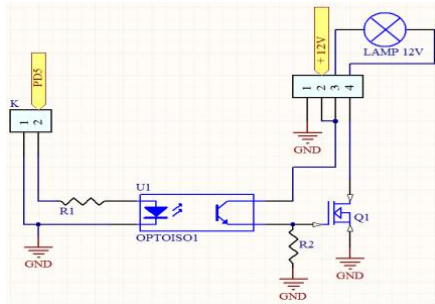 + 12V
LAMP 12V
PD5
K
1 2
1 2 3 4
GND
U1
R1
OPTOISO1
Q1
R2
GND
GND
GND